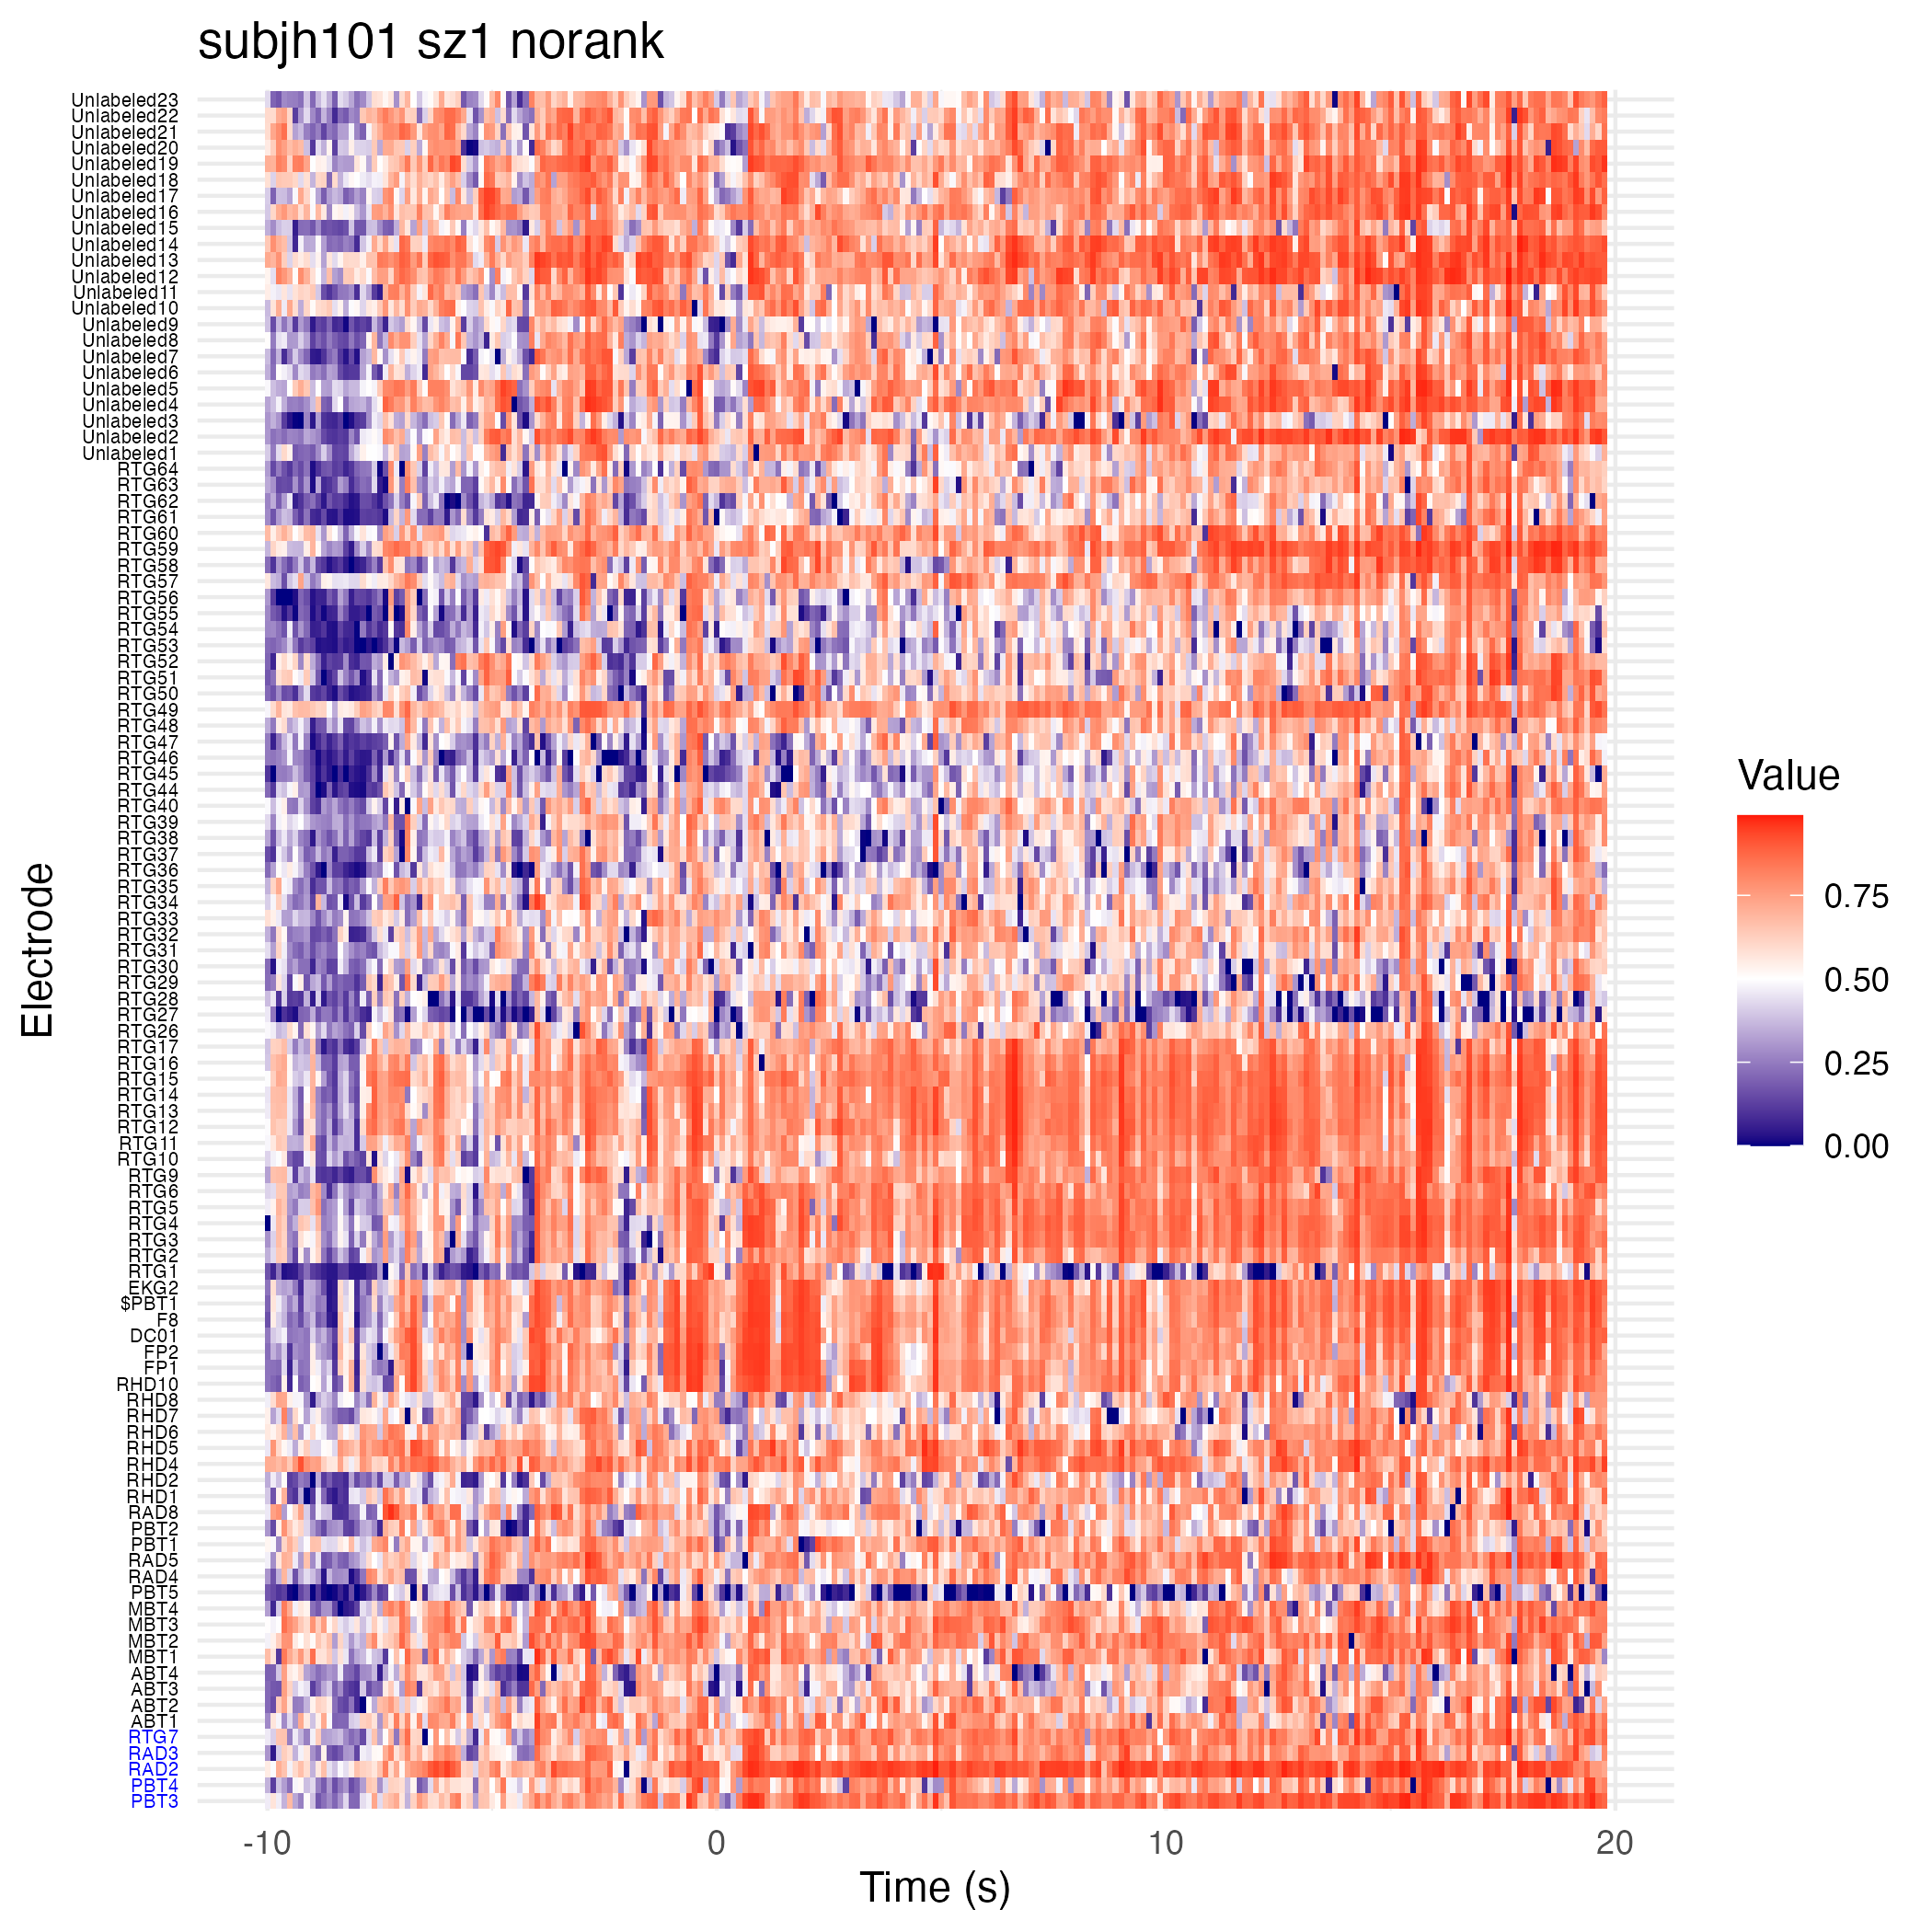 subjh101 sz1 norank
Unlabeled23
Unlabeled22
Unlabeled21
Unlabeled20
Unlabeled19
Unlabeled18
Unlabeled17
Unlabeled16
Unlabeled15
Unlabeled14
Unlabeled13
Unlabeled12
Unlabeled11
Unlabeled10
Unlabeled9
Unlabeled8
Unlabeled7
Unlabeled6
Unlabeled5
Unlabeled4
Unlabeled3
Unlabeled2
Unlabeled1
RTG64
RTG63
RTG62
RTG61
RTG60
RTG59
RTG58
RTG57
RTG56
RTG55
RTG54
RTG53
RTG52
RTG51
RTG50
RTG49
RTG48
RTG47
RTG46
RTG45
RTG44
RTG40
RTG39
RTG38
RTG37
RTG36
RTG35
RTG34
RTG33
RTG32
RTG31
RTG30
RTG29
RTG28
RTG27
RTG26
RTG17
RTG16
RTG15
RTG14
RTG13
RTG12
RTG11
RTG10
RTG9
RTG6
RTG5
RTG4
RTG3
RTG2
RTG1
EKG2
$PBT1
F8
DC01
FP2
FP1
RHD10
RHD8
RHD7
RHD6
RHD5
RHD4
RHD2
RHD1
RAD8
PBT2
PBT1
RAD5
RAD4
PBT5
MBT4
MBT3
MBT2
MBT1
ABT4
ABT3
ABT2
ABT1
RTG7
RAD3
RAD2
PBT4
PBT3
Electrode
-10 0 10 20
Time (s)
Value
0.75
0.50
0.25
0.00